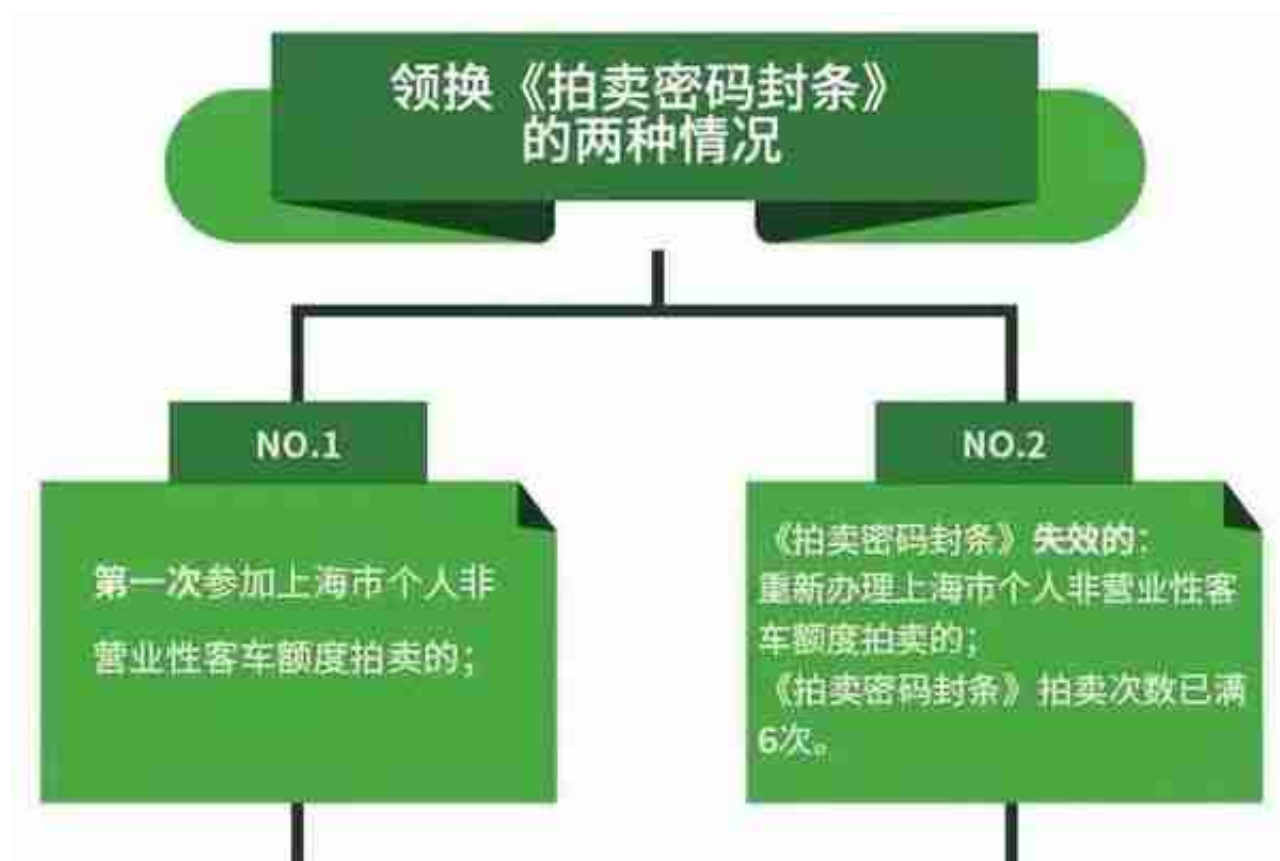 领换《拍卖密码封条》
的两种情况
NO.1
第一次参加上海市个人非
营业性客车额度拍卖的；
NO.2
《拍卖密码封条》失效的：
重新办理上海市个人非营业性客
车额度拍卖的；
《拍卖密码封条》拍卖次数已满
6次。